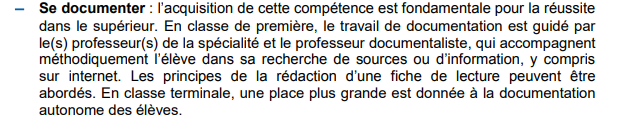 – Se documenter : l’acquisition de cette compétence est fondamentale pour la réussite
dans le supérieur. En classe de première, le travail de documentation est guidé par
le(s) professeur(s) de la spécialité et le professeur documentaliste, qui accompagnent
méthodiquement l’élève dans sa recherche de sources ou d’information, y compris
sur internet. Les principes de la rédaction d’une fiche de lecture peuvent être
abordés. En classe terminale, une place plus grande est donnée à la documentation
autonome des élèves.